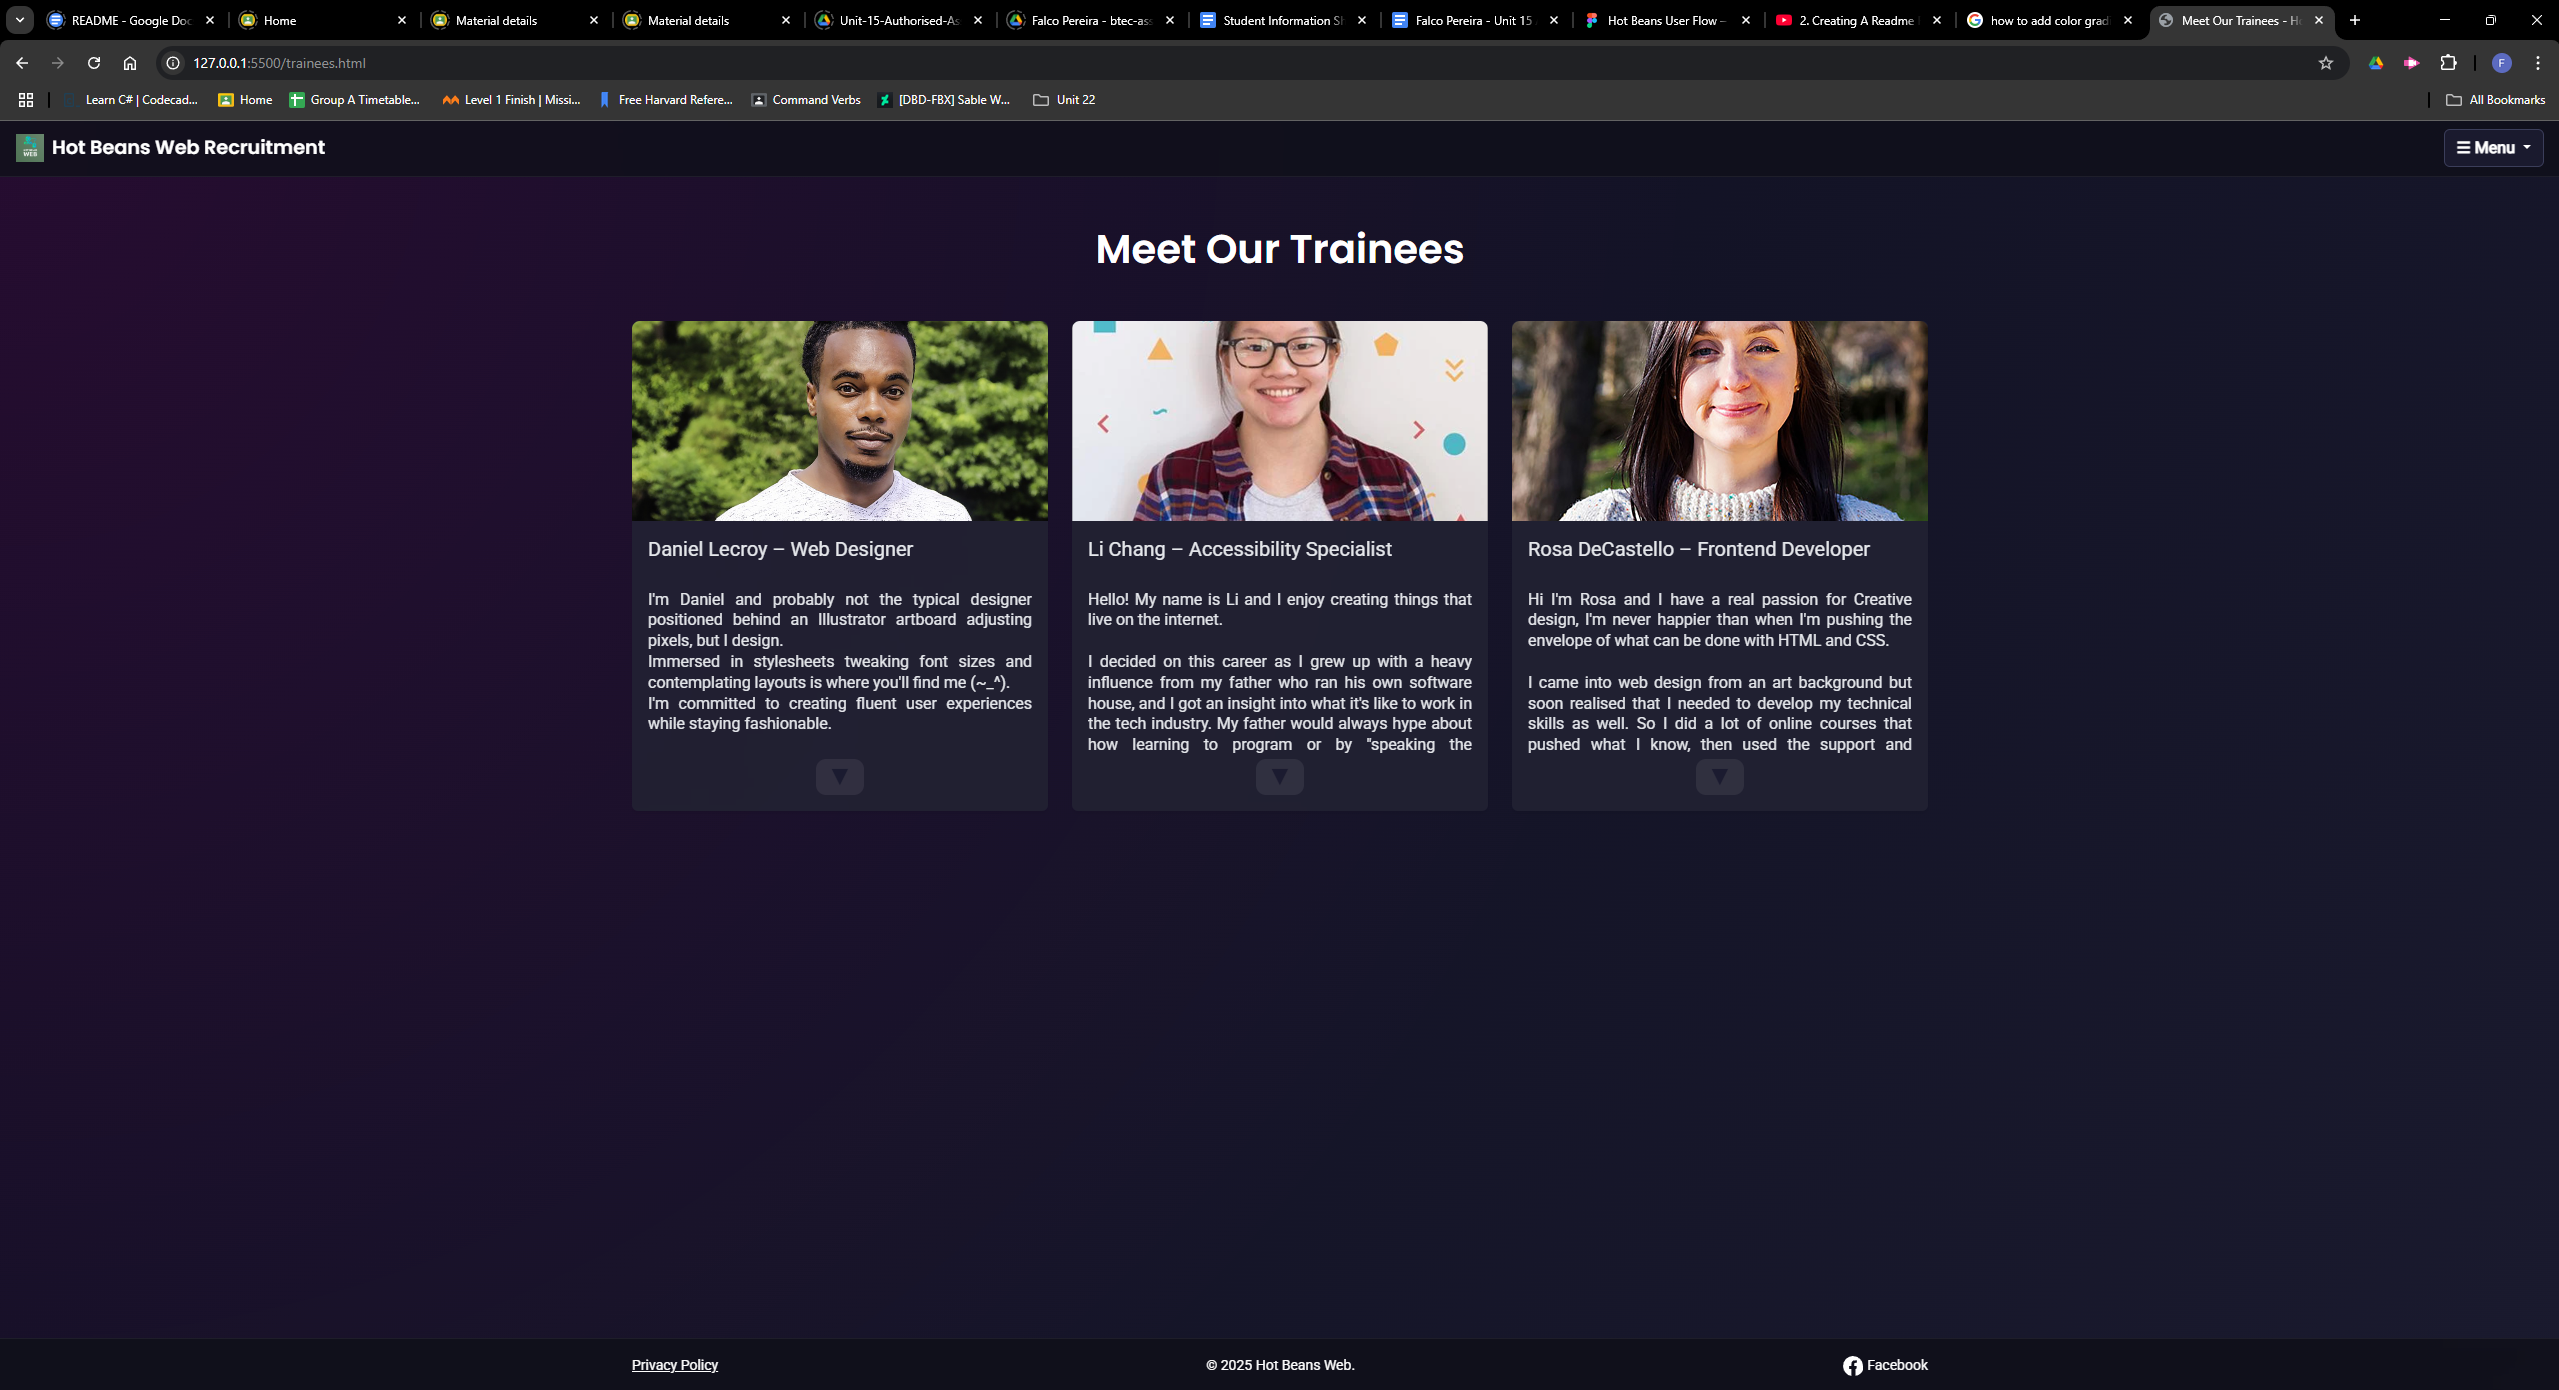 README - Google Doc
Home
Material details
Material details
Unit-15-Authorised-As
Falco Pereira - btec-ass
Student Information Sh
Falco Pereira - Unit 15
Hot Beans User Flow –
2. Creating A Readme
how to add color grad
Meet Our Trainees - H
127.0.0.1:5500/trainees.html
F
Learn C# | Codecad...
Home
Group A Timetable...
Level 1 Finish | Missi...
Free Harvard Refere...
Command Verbs
[DBD-FBX] Sable W...
Unit 22
All Bookmarks
WEB
Hot Beans Web Recruitment
☰ Menu
Meet Our Trainees
Daniel Lecroy – Web Designer
I'm Daniel and probably not the typical designer
positioned behind an Illustrator artboard adjusting
pixels, but I design.
Immersed in stylesheets tweaking font sizes and
contemplating layouts is where you'll find me (~_^).
I'm committed to creating fluent user experiences
while staying fashionable.
▼
Li Chang – Accessibility Specialist
Hello! My name is Li and I enjoy creating things that
live on the internet.
I decided on this career as I grew up with a heavy
influence from my father who ran his own software
house, and I got an insight into what it's like to work in
the tech industry. My father would always hype about
how learning to program or by "speaking the
▼
Rosa DeCastello – Frontend Developer
Hi I'm Rosa and I have a real passion for Creative
design, I'm never happier than when I'm pushing the
envelope of what can be done with HTML and CSS.
I came into web design from an art background but
soon realised that I needed to develop my technical
skills as well. So I did a lot of online courses that
pushed what I know, then used the support and
▼
Privacy Policy
© 2025 Hot Beans Web.
Facebook